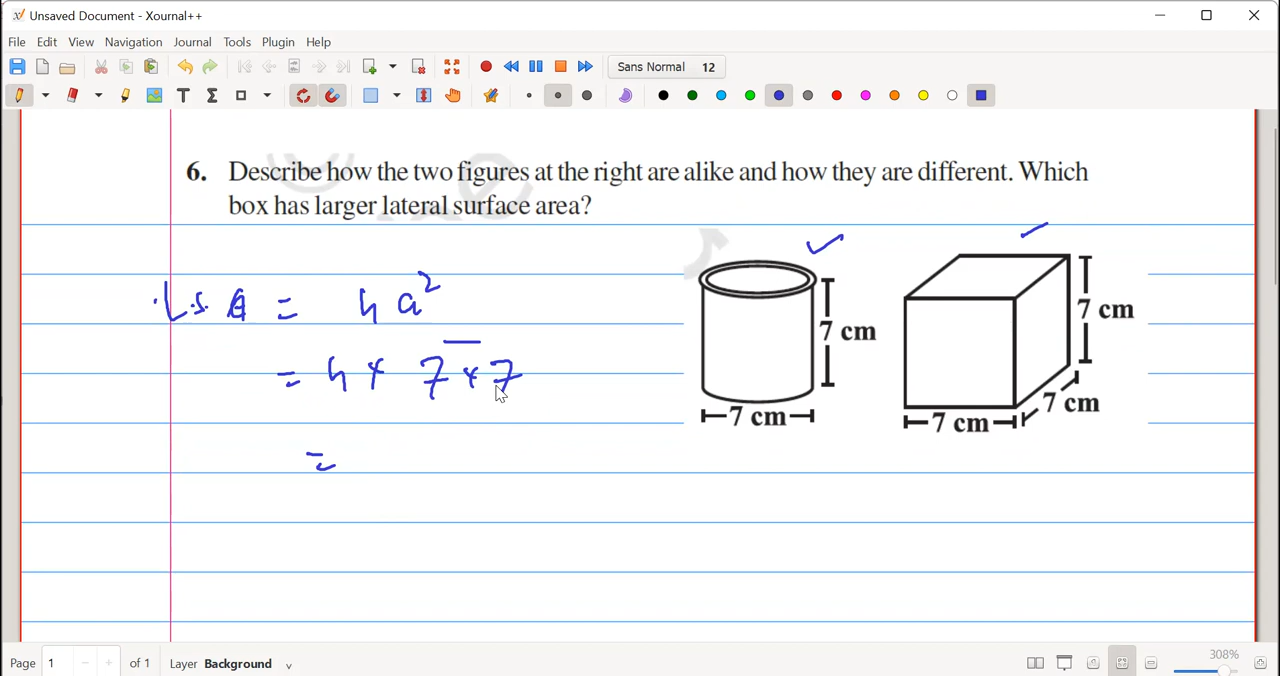 Unsaved Document - Xournal++
File Edit View Navigation Journal Tools Plugin Help
Sans Normal 12
6. Describe how the two figures at the right are alike and how they are different. Which
box has larger lateral surface area?
L.S.A = 4a²
= 4 × 7 × 7
=
7 cm
7 cm
7 cm
7 cm
7 cm
Page 1 of 1 Layer Background 308%